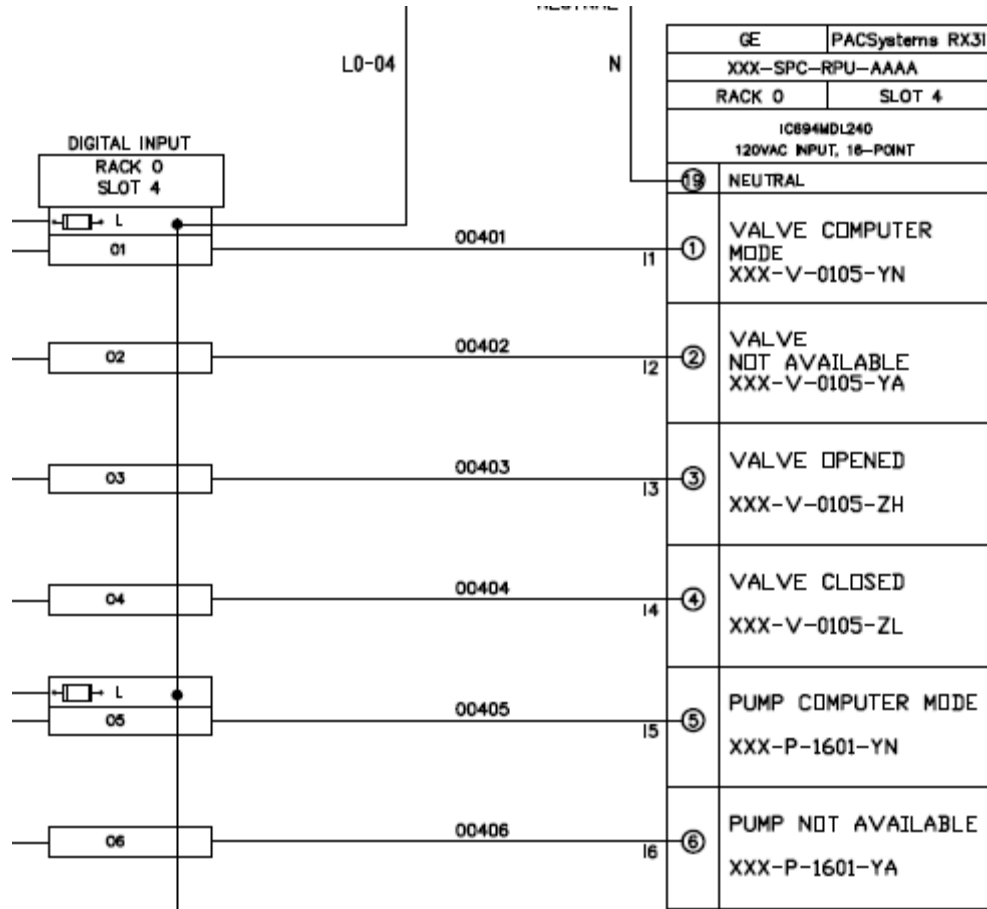 L0-04
N
GE PACSystems RX3i
XXX-SPC-RPU-AAAA
RACK 0 SLOT 4
IC694MDL240
120VAC INPUT, 16-POINT
19 NEUTRAL
DIGITAL INPUT
RACK 0
SLOT 4
L
01 00401 I1 1
VALVE COMPUTER
MODE
XXX-V-0105-YN
02 00402 I2 2
VALVE
NOT AVAILABLE
XXX-V-0105-YA
03 00403 I3 3
VALVE OPENED
XXX-V-0105-ZH
04 00404 I4 4
VALVE CLOSED
XXX-V-0105-ZL
L
05 00405 I5 5
PUMP COMPUTER MODE
XXX-P-1601-YN
06 00406 I6 6
PUMP NOT AVAILABLE
XXX-P-1601-YA